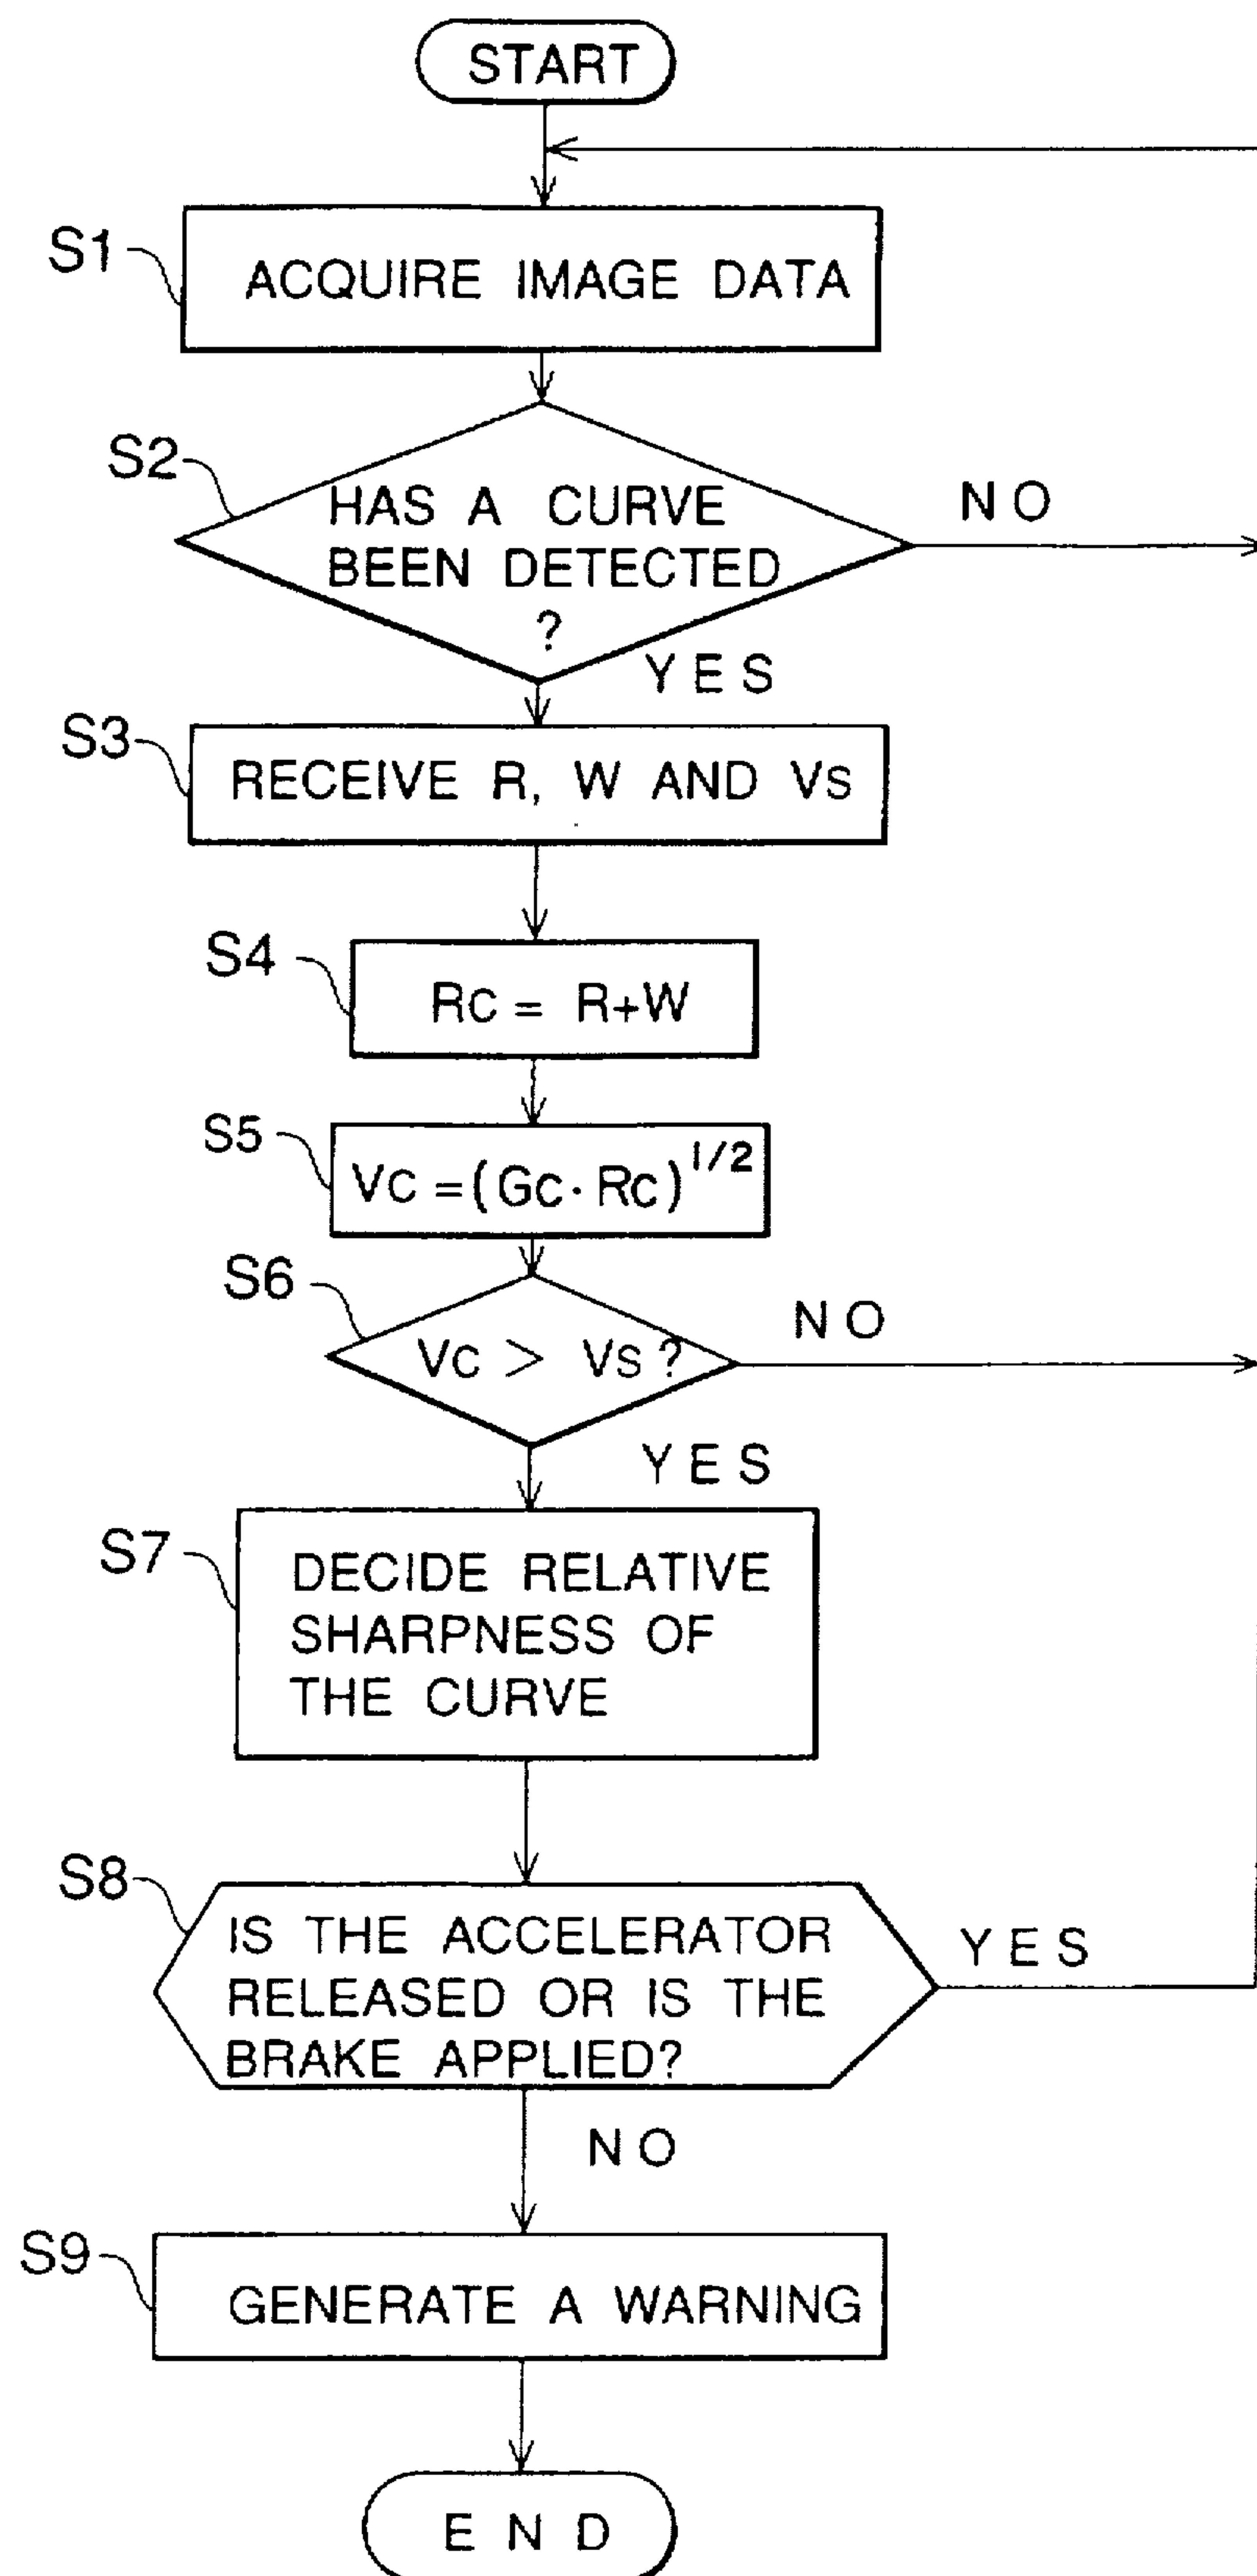 START
S1
ACQUIRE IMAGE DATA
S2
HAS A CURVE
BEEN DETECTED
?
NO
YES
S3
RECEIVE R, W AND VS
S4
RC = R+W
S5
VC =(GC· RC)^1/2
S6
VC > VS ?
NO
YES
S7
DECIDE RELATIVE
SHARPNESS OF
THE CURVE
S8
IS THE ACCELERATOR
RELEASED OR IS THE
BRAKE APPLIED?
YES
NO
S9
GENERATE A WARNING
END